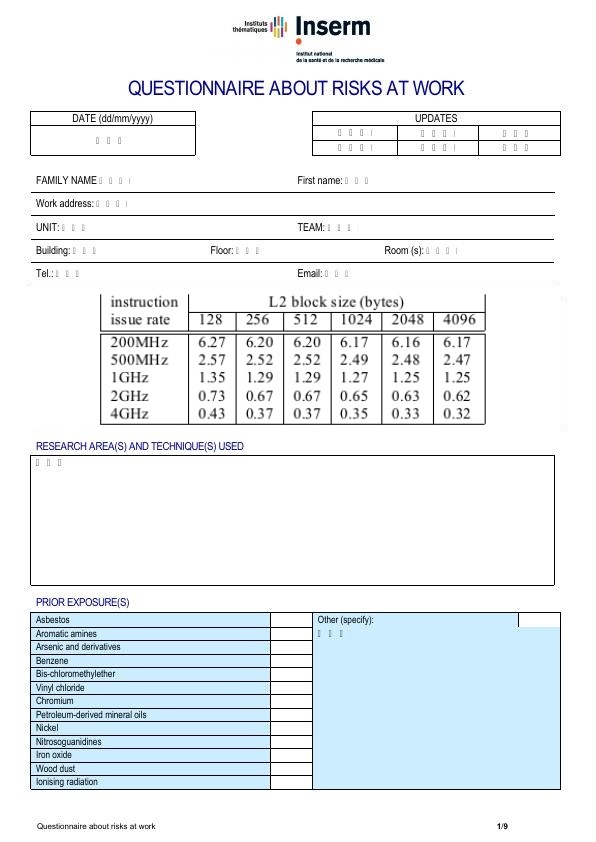 Instituts
thématiques
Inserm
Institut national
de la santé et de la recherche médicale
QUESTIONNAIRE ABOUT RISKS AT WORK
DATE (dd/mm/yyyy)
UPDATES
FAMILY NAME
First name:
Work address:
UNIT:
TEAM:
Building:
Floor:
Room (s):
Tel.:
Email:
instruction
L2 block size (bytes)
issue rate 128 256 512 1024 2048 4096
200MHz 6.27 6.20 6.20 6.17 6.16 6.17
500MHz 2.57 2.52 2.52 2.49 2.48 2.47
1GHz 1.35 1.29 1.29 1.27 1.25 1.25
2GHz 0.73 0.67 0.67 0.65 0.63 0.62
4GHz 0.43 0.37 0.37 0.35 0.33 0.32
RESEARCH AREA(S) AND TECHNIQUE(S) USED
PRIOR EXPOSURE(S)
Asbestos
Other (specify):
Aromatic amines
Arsenic and derivatives
Benzene
Bis-chloromethylether
Vinyl chloride
Chromium
Petroleum-derived mineral oils
Nickel
Nitrosoguanidines
Iron oxide
Wood dust
Ionising radiation
Questionnaire about risks at work
1/9